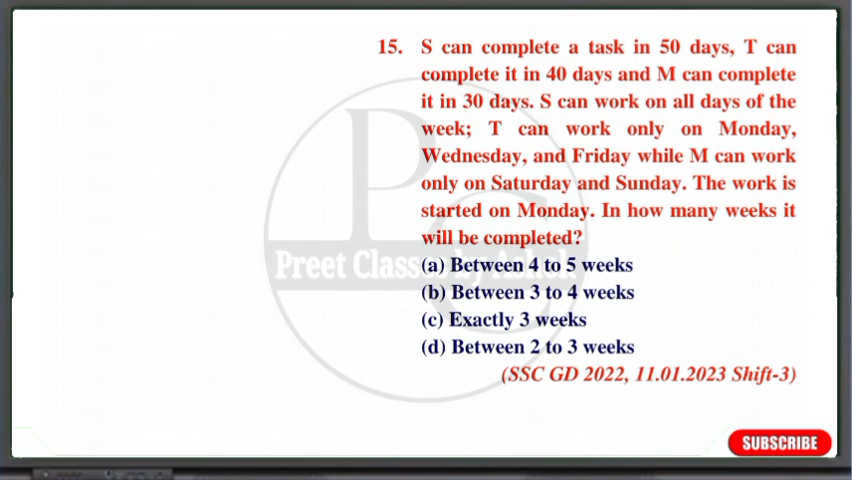 15. S can complete a task in 50 days, T can
complete it in 40 days and M can complete
it in 30 days. S can work on all days of the
week; T can work only on Monday,
Wednesday, and Friday while M can work
only on Saturday and Sunday. The work is
started on Monday. In how many weeks it
will be completed?
(a) Between 4 to 5 weeks
(b) Between 3 to 4 weeks
(c) Exactly 3 weeks
(d) Between 2 to 3 weeks
(SSC GD 2022, 11.01.2023 Shift-3)
Preet Classes by
SUBSCRIBE